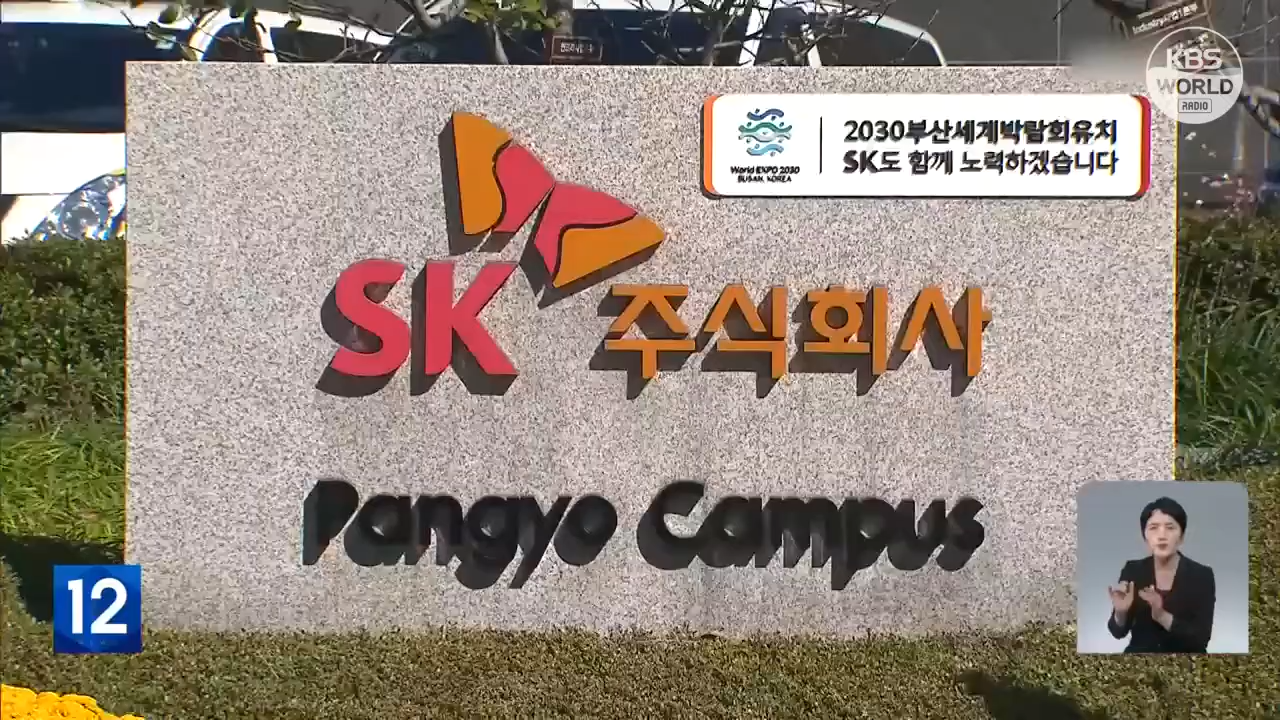 KBS
WORLD
RADIO
World EXPO 2030
BUSAN, KOREA
2030부산세계박람회유치
SK도 함께 노력하겠습니다
SK 주식회사
Pangyo Campus
12